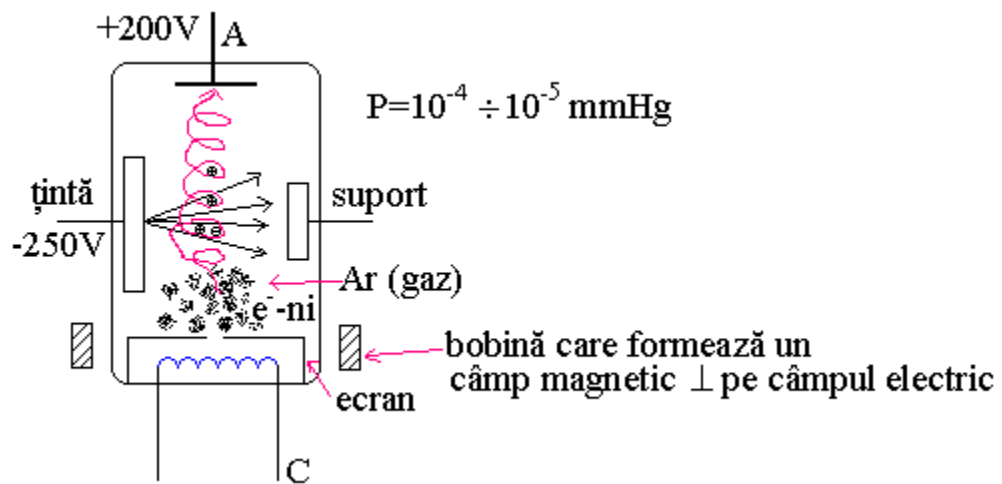 +200V A
P=10⁻⁴ ÷ 10⁻⁵ mmHg
țintă
-250V
suport
Ar (gaz)
e⁻-ni
bobină care formează un
câmp magnetic ⊥ pe câmpul electric
ecran
C